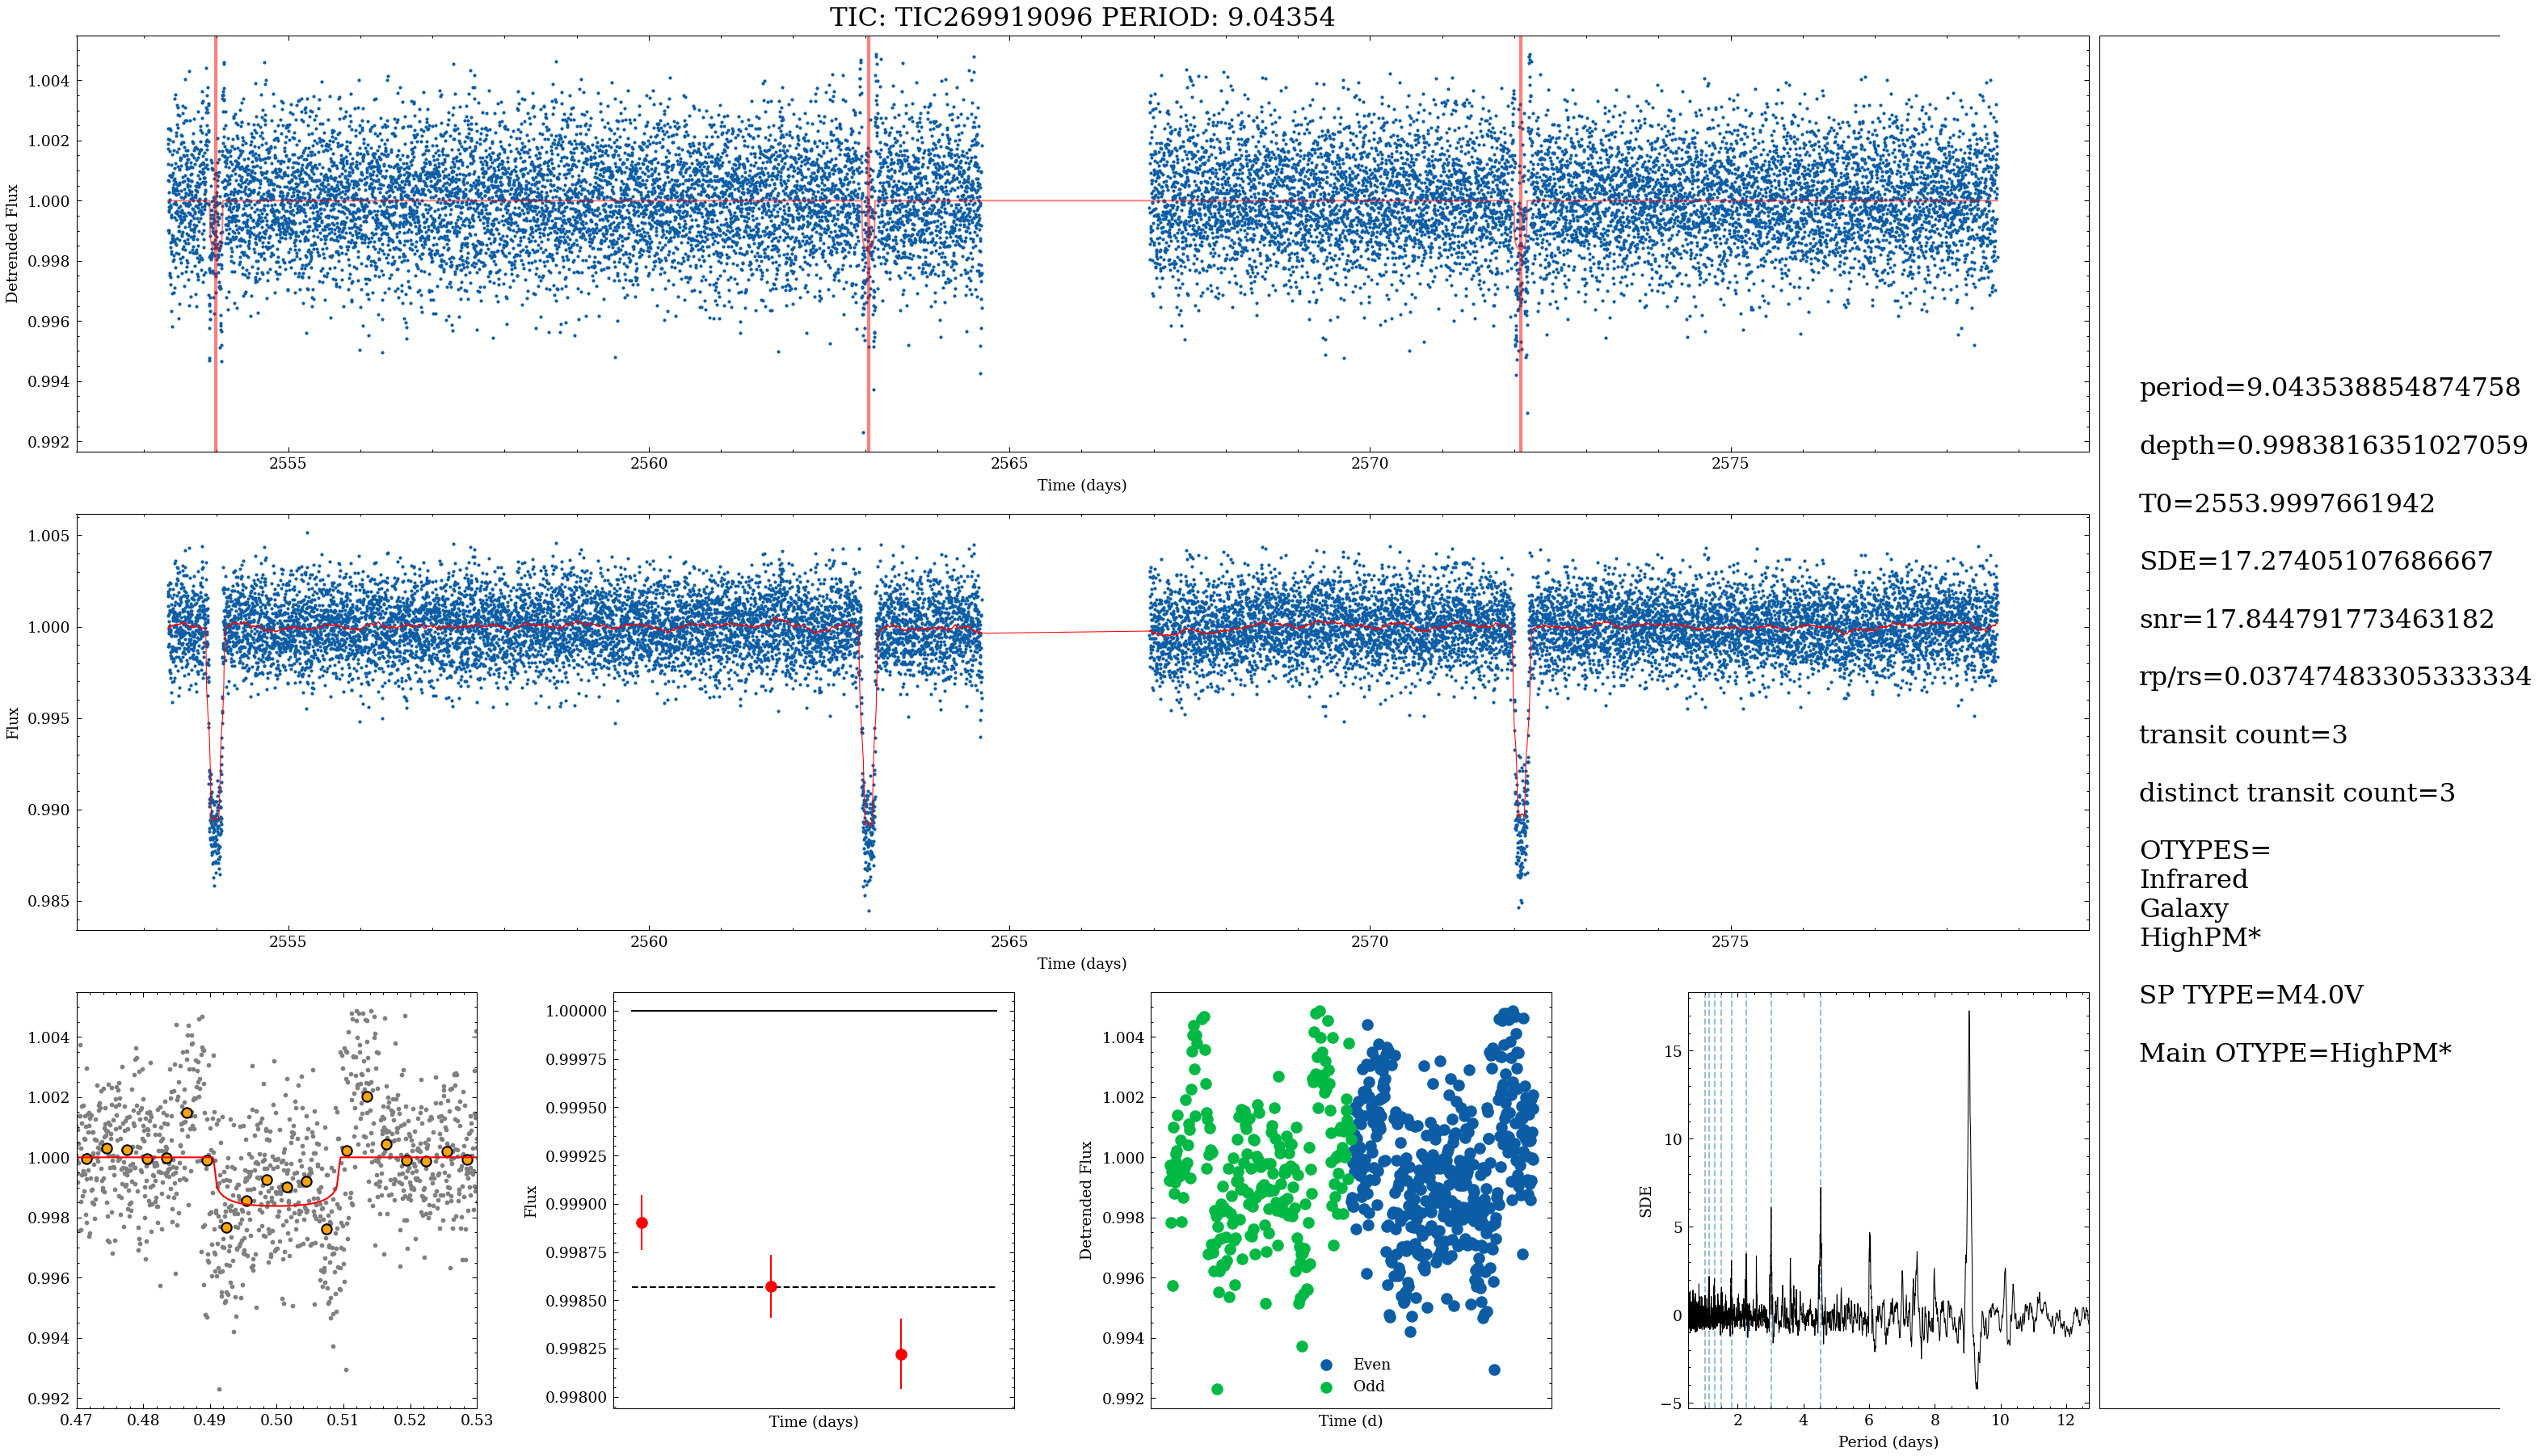 TIC: TIC269919096 PERIOD: 9.04354
1.004
1.002
1.000
0.998
0.996
0.994
0.992
Detrended Flux
2555
2560
2565
2570
2575
Time (days)
1.005
1.000
0.995
0.990
0.985
Flux
2555
2560
2565
2570
2575
Time (days)
1.004
1.002
1.000
0.998
0.996
0.994
0.992
0.47
0.48
0.49
0.50
0.51
0.52
0.53
1.00000
0.99975
0.99950
0.99925
0.99900
0.99875
0.99850
0.99825
0.99800
Flux
Time (days)
1.004
1.002
1.000
0.998
0.996
0.994
0.992
Detrended Flux
Even
Odd
Time (d)
15
10
5
0
−5
SDE
2
4
6
8
10
12
Period (days)
period=9.043538854874758
depth=0.9983816351027059
T0=2553.9997661942
SDE=17.27405107686667
snr=17.844791773463182
rp/rs=0.03747483305333334
transit count=3
distinct transit count=3
OTYPES=
Infrared
Galaxy
HighPM*
SP TYPE=M4.0V
Main OTYPE=HighPM*